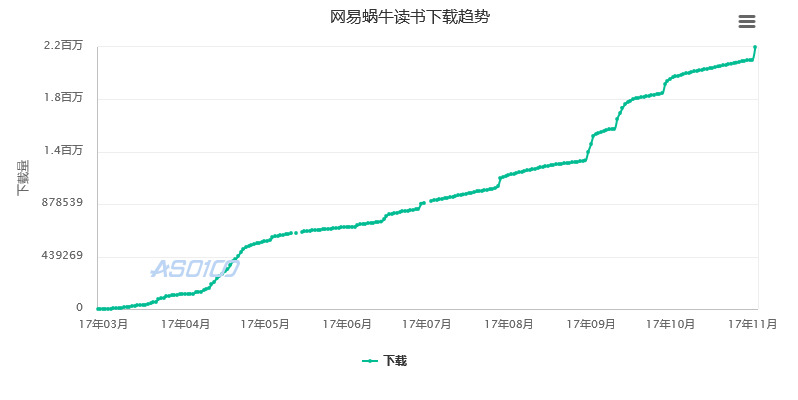 网易蜗牛读书下载趋势
下载量
2.2百万
1.8百万
1.4百万
878539
439269
0
ASO100
17年03月 17年04月 17年05月 17年06月 17年07月 17年08月 17年09月 17年10月 17年11月
下载